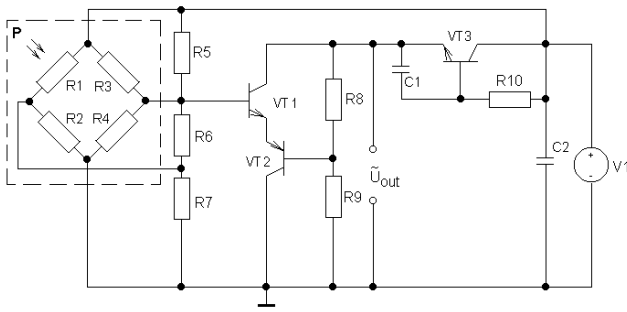 P
R1
R3
R2
R4
R5
R6
R7
VT1
VT2
R8
R9
Ũout
C1
VT3
R10
C2
+
-
V1